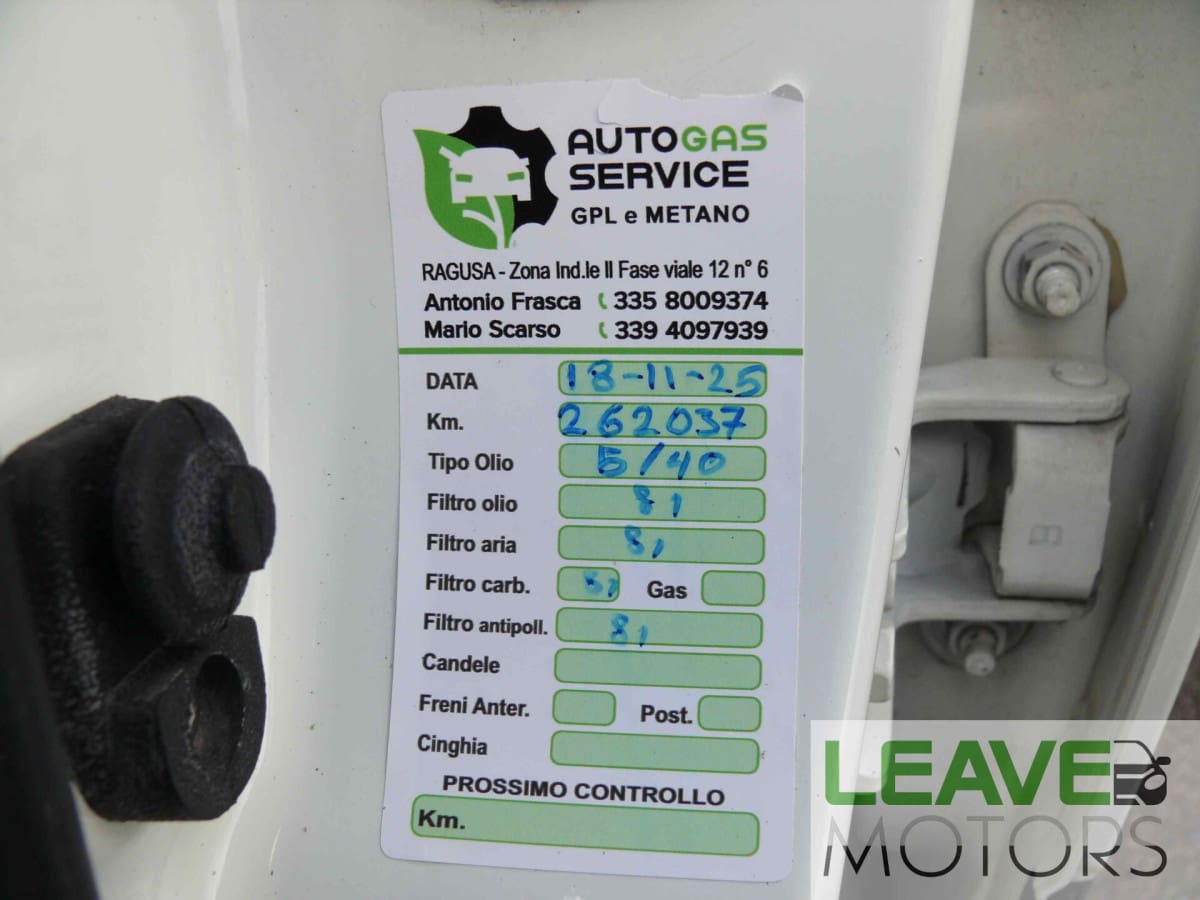 AUTOGAS
SERVICE
GPL e METANO
RAGUSA - Zona Ind.le II Fase viale 12 n° 6
Antonio Frasca 335 8009374
Mario Scarso 339 4097939
DATA 18-11-25
Km. 262037
Tipo Olio 5/40
Filtro olio
Filtro aria
Filtro carb. Gas
Filtro antipoll.
Candele
Freni Anter. Post.
Cinghia
PROSSIMO CONTROLLO
Km.
LEAVE
MOTORS